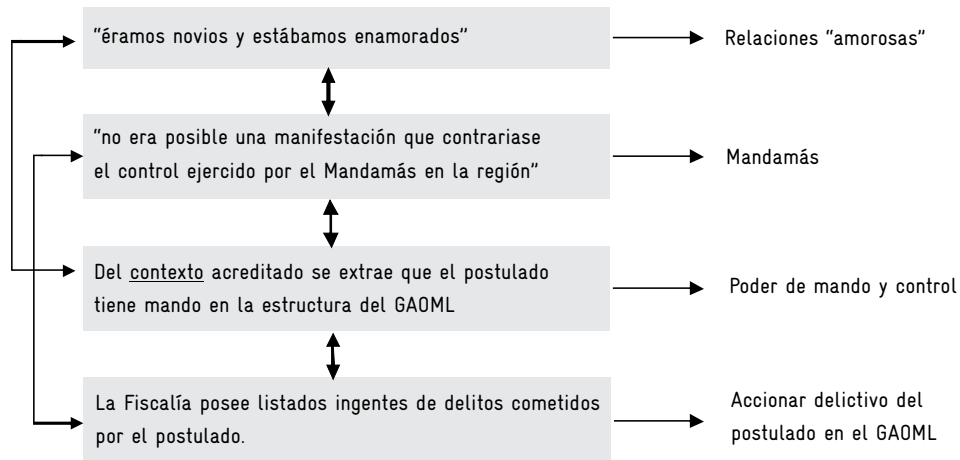 “éramos novios y estábamos enamorados”
Relaciones “amorosas”
“no era posible una manifestación que contrariase
el control ejercido por el Mandamás en la región”
Mandamás
Del contexto acreditado se extrae que el postulado
tiene mando en la estructura del GAOML
Poder de mando y control
La Fiscalía posee listados ingentes de delitos cometidos
por el postulado.
Accionar delictivo del
postulado en el GAOML